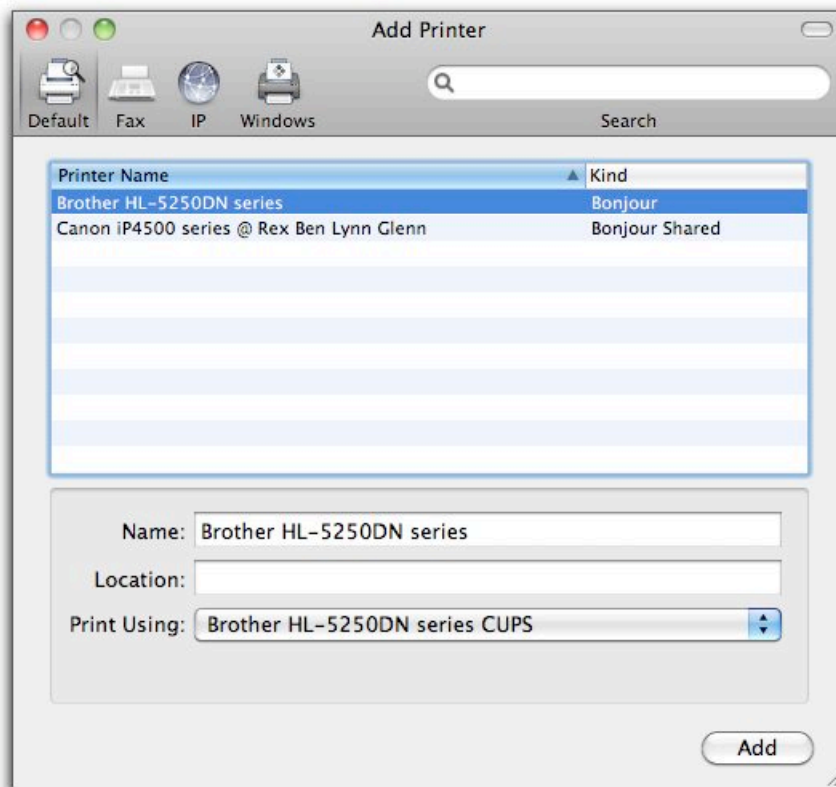 Add Printer
Default Fax IP Windows Search
Printer Name Kind
Brother HL-5250DN series Bonjour
Canon iP4500 series @ Rex Ben Lynn Glenn Bonjour Shared
Name: Brother HL-5250DN series
Location:
Print Using: Brother HL-5250DN series CUPS
Add